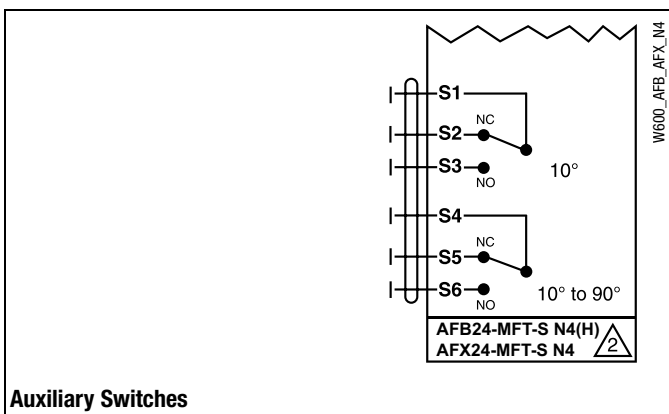 W600_AFB_AFX_N4
S1
NC
S2
S3
NO
10°
S4
NC
S5
S6
NO
10° to 90°
AFB24-MFT-S N4(H)
AFX24-MFT-S N4
2
Auxiliary Switches